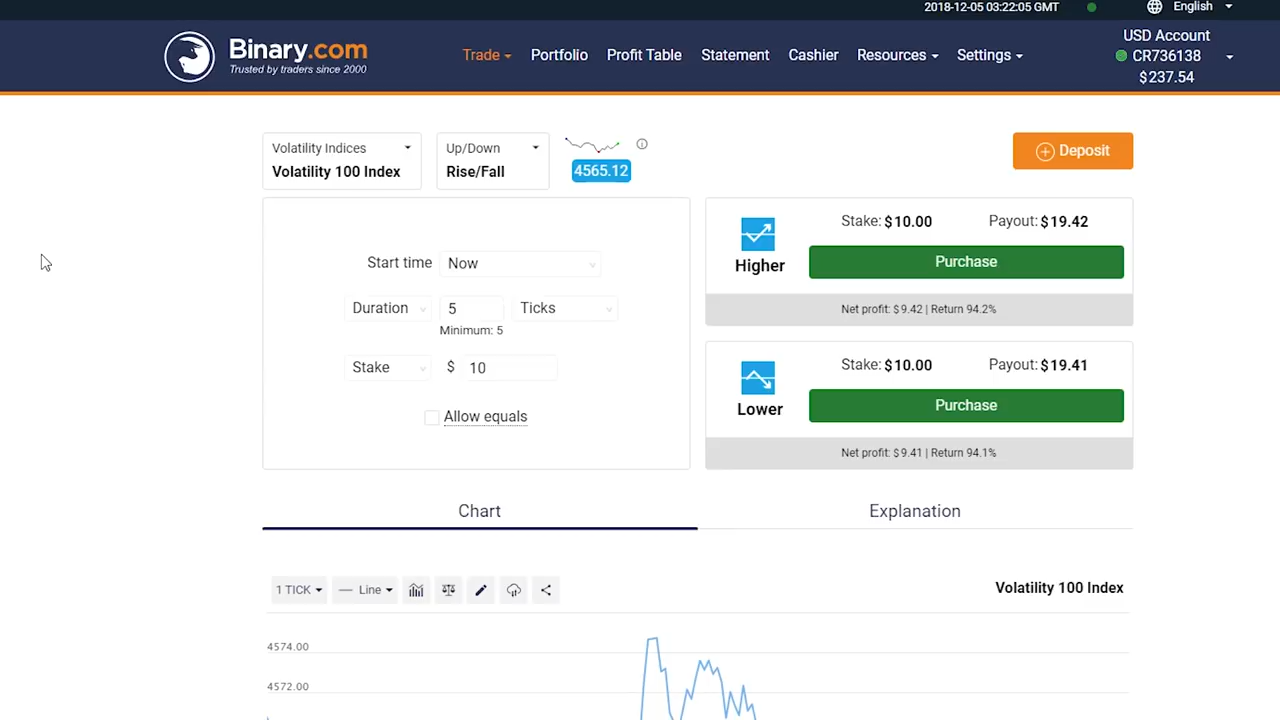 2018-12-05 03:22:05 GMT
English
Binary.com
Trusted by traders since 2000
Trade
Portfolio
Profit Table
Statement
Cashier
Resources
Settings
USD Account
CR736138
$237.54
Volatility Indices
Volatility 100 Index
Up/Down
Rise/Fall
4565.12
Deposit
Start time Now
Duration 5 Ticks
Minimum: 5
Stake $ 10
Allow equals
Higher
Stake: $10.00 Payout: $19.42
Purchase
Net profit: $9.42 | Return 94.2%
Lower
Stake: $10.00 Payout: $19.41
Purchase
Net profit: $9.41 | Return 94.1%
Chart
Explanation
1 TICK
Line
Volatility 100 Index
4574.00
4572.00